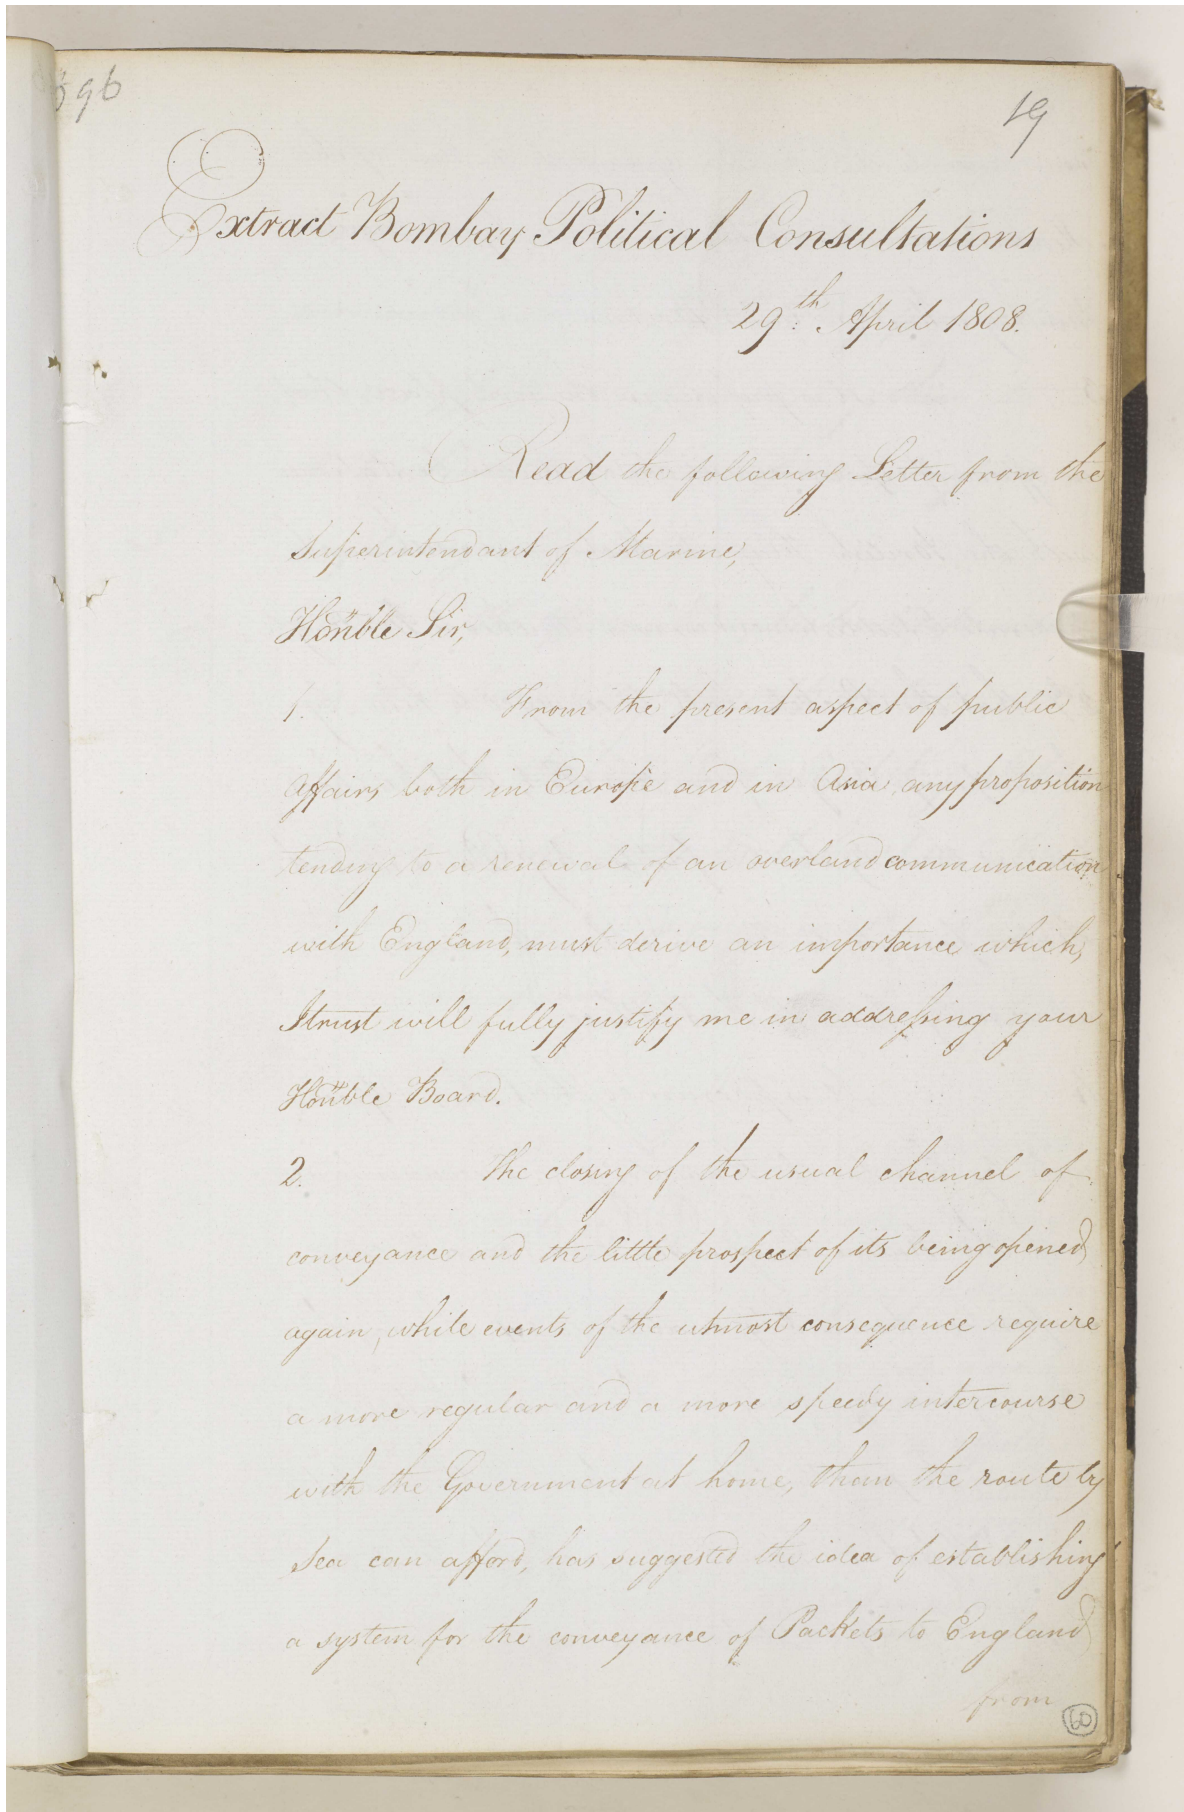 96
19
Extract Bombay Political Consultations
29th. April 1808.
Read the following Letter from the
Superintendant of Marine,
Honble Sir,
1. From the present aspect of public
Affairs both in Europe and in Asia any proposition
tending to a renewal of an overland communication
with England, must derive an importance which,
I trust will fully justify me in addressing your
Honble Board.
2. The closing of the usual channel of
conveyance and the little prospect of its being opened
again, while events of the utmost consequence require
a more regular and a more speedy intercourse
with the Government at home, than the route by
Sea can afford, has suggested the idea of establishing
a system for the conveyance of Packets to England
from
60